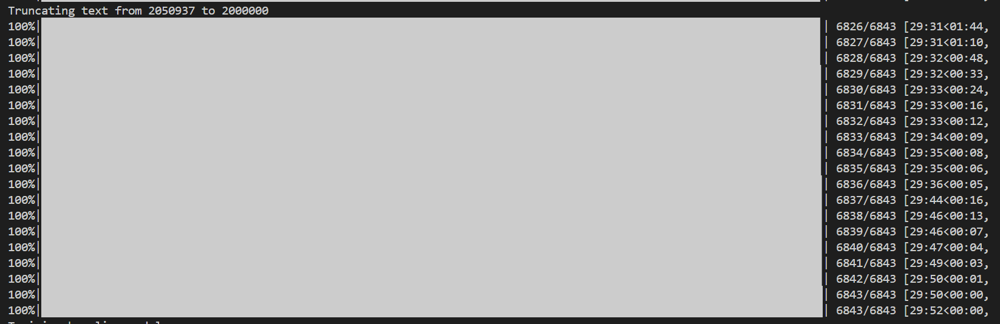 Truncating text from 2050937 to 2000000
100%| | 6826/6843 [29:31<01:44,
100%| | 6827/6843 [29:31<01:10,
100%| | 6828/6843 [29:32<00:48,
100%| | 6829/6843 [29:32<00:33,
100%| | 6830/6843 [29:33<00:24,
100%| | 6831/6843 [29:33<00:16,
100%| | 6832/6843 [29:33<00:12,
100%| | 6833/6843 [29:34<00:09,
100%| | 6834/6843 [29:35<00:08,
100%| | 6835/6843 [29:35<00:06,
100%| | 6836/6843 [29:36<00:05,
100%| | 6837/6843 [29:44<00:16,
100%| | 6838/6843 [29:46<00:13,
100%| | 6839/6843 [29:46<00:07,
100%| | 6840/6843 [29:47<00:04,
100%| | 6841/6843 [29:49<00:03,
100%| | 6842/6843 [29:50<00:01,
100%| | 6843/6843 [29:50<00:00,
100%| | 6843/6843 [29:52<00:00,